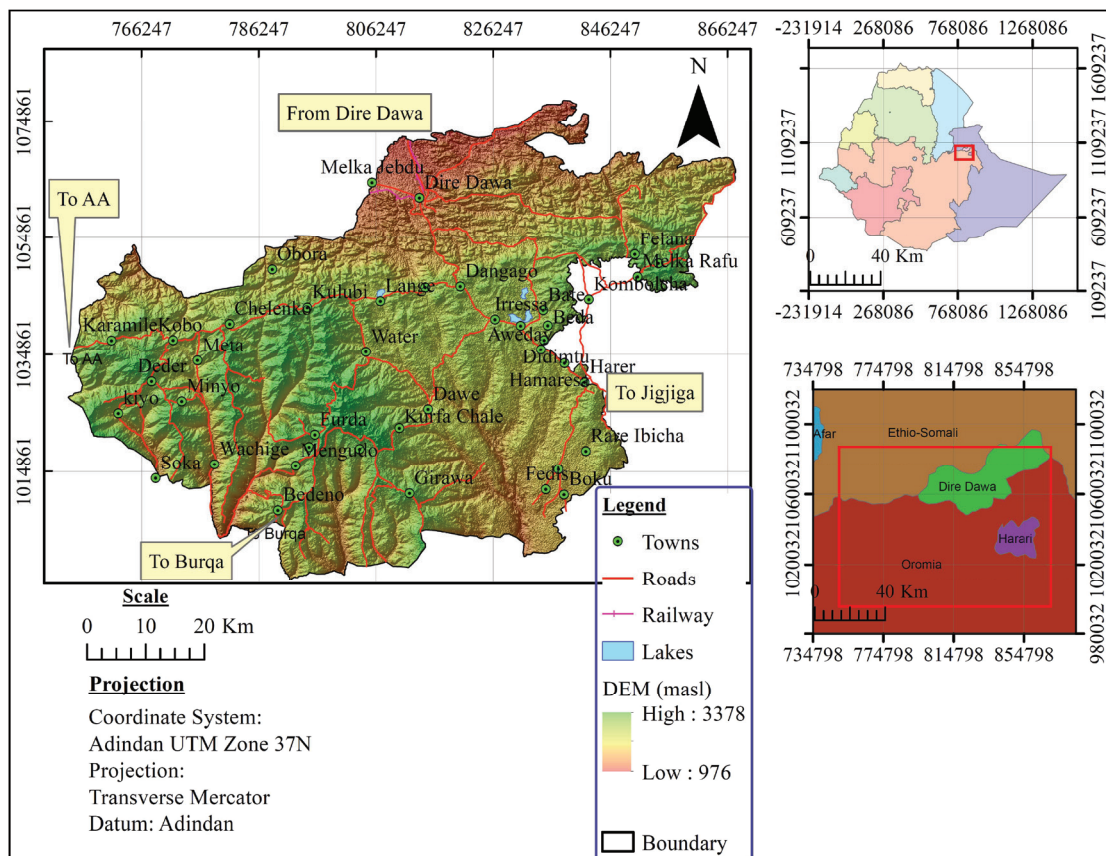 766247 786247 806247 826247 846247 866247
1074861
1054861
1034861
1014861
N
From Dire Dawa
To AA
Melka Jebdu
Dire Dawa
Felana
Melka Rafu
Obora
Dangago
Kombolcha
Kulubi
Lange
Bate
Irressa
Chelenko
Beda
Karamile
Kobo
Water
Aweday
To AA
Meta
Didimtu
Harer
Deder
Hamaresa
Minyo
kiyo
Dawe
To Jigjiga
Kurfa Chale
Furda
Rare Ibicha
Wachige
Mengudo
Soka
Fedis
Boku
Girawa
Bedeno
To Burqa
To Burqa
Legend
Towns
Roads
Railway
Lakes
DEM (masl)
High : 3378
Low : 976
Boundary
Scale
0 10 20 Km
Projection
Coordinate System:
Adindan UTM Zone 37N
Projection:
Transverse Mercator
Datum: Adindan
-231914 268086 768086 1268086
1609237
1109237
609237
1609237
1109237
609237
109237
0 40 Km
-231914 268086 768086 1268086
734798 774798 814798 854798
1100032
1060032
1020032
1100032
1060032
1020032
980032
Afar
Ethio-Somali
Dire Dawa
Harari
Oromia
0 40 Km
734798 774798 814798 854798